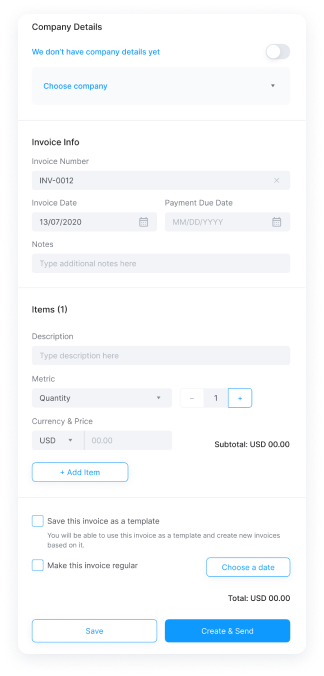 Company Details
We don't have company details yet
Choose company
Invoice Info
Invoice Number
INV-0012
Invoice Date
Payment Due Date
13/07/2020
MM/DD/YYYY
Notes
Type additional notes here
Items (1)
Description
Type description here
Metric
Quantity
- 1 +
Currency & Price
USD
00.00
Subtotal: USD 00.00
+ Add Item
Save this invoice as a template
You will be able to use this invoice as a template and create new invoices
based on it.
Make this invoice regular
Choose a date
Total: USD 00.00
Save
Create & Send